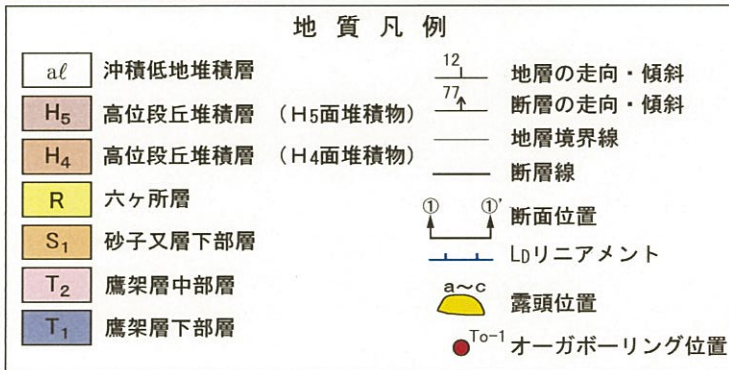 地質凡例
aℓ 沖積低地堆積層
H₅ 高位段丘堆積層 （H₅面堆積物）
H₄ 高位段丘堆積層 （H₄面堆積物）
R 六ヶ所層
S₁ 砂子又層下部層
T₂ 鷹架層中部層
T₁ 鷹架層下部層
12 地層の走向・傾斜
77 断層の走向・傾斜
地層境界線
断層線
① ①' 断面位置
LDリニアメント
a～c 露頭位置
To-1 オーガボーリング位置